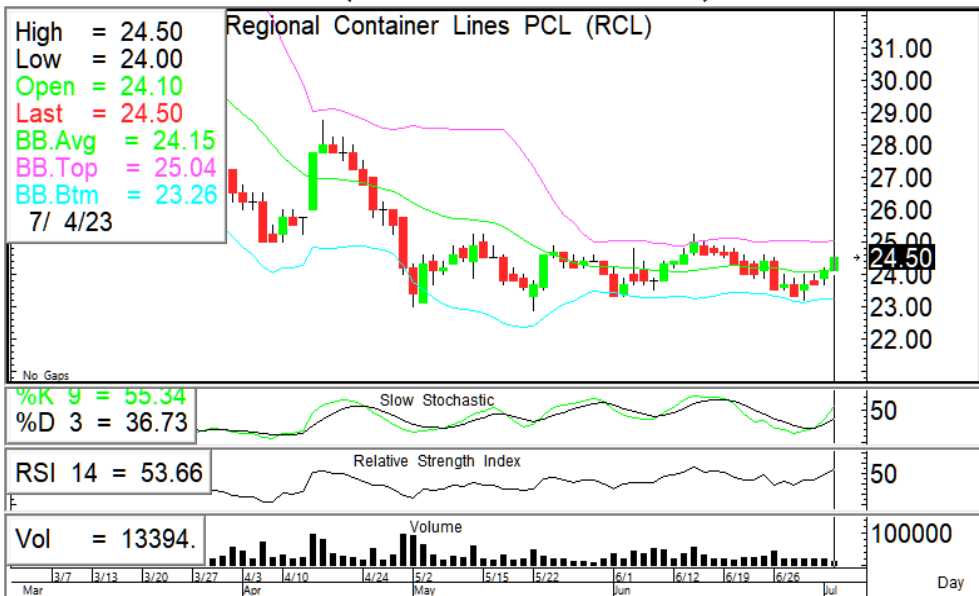 Regional Container Lines PCL (RCL)
High = 24.50
Low = 24.00
Open = 24.10
Last = 24.50
BB.Avg = 24.15
BB.Top = 25.04
BB.Btm = 23.26
7/ 4/23
31.00
30.00
29.00
28.00
27.00
26.00
25.00
24.50
24.00
23.00
22.00
No Gaps
%K 9 = 55.34
%D 3 = 36.73
Slow Stochastic
50
RSI 14 = 53.66
Relative Strength Index
50
Vol = 13394.
Volume
100000
3/7 3/13 3/20 3/27 4/3 4/10 4/24 5/2 5/15 5/22 6/1 6/12 6/19 6/26
Mar Apr May Jun Jul
Day